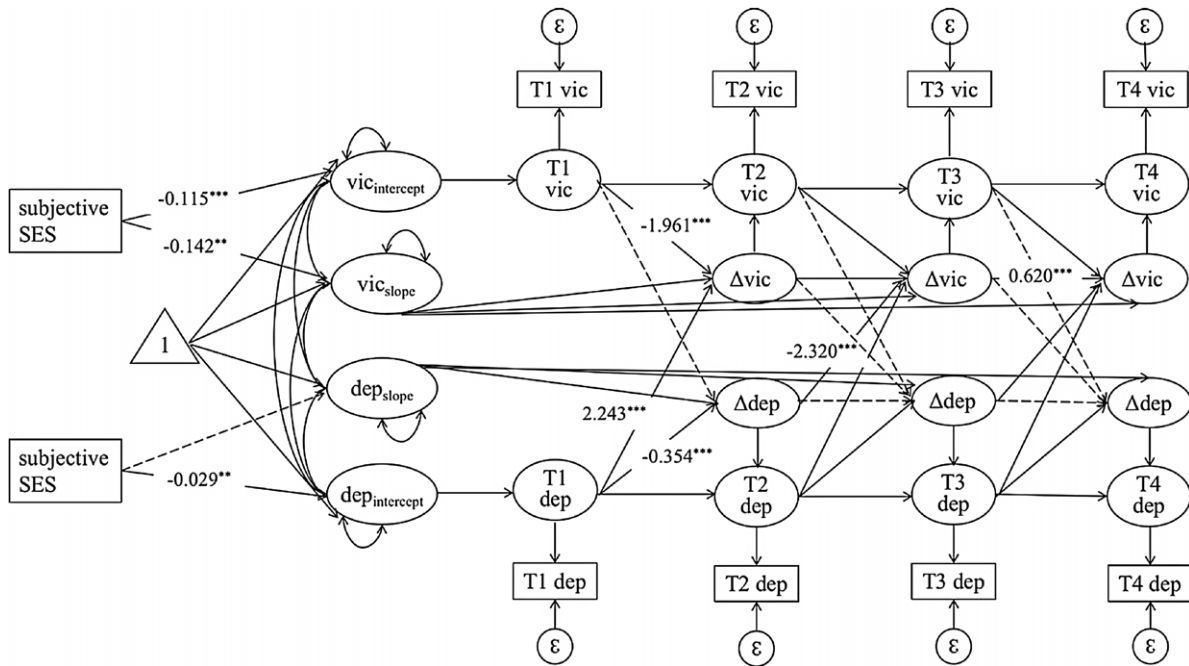 ε ε ε ε
T1 vic T2 vic T3 vic T4 vic
subjective
SES
-0.115***
-0.142**
vicintercept
T1
vic
T2
vic
T3
vic
T4
vic
-1.961***
vicslope
Δvic Δvic 0.620*** Δvic
1
-2.320***
depslope
Δdep Δdep Δdep
2.243***
-0.354***
subjective
SES
-0.029**
depintercept
T1
dep
T2
dep
T3
dep
T4
dep
T1 dep T2 dep T3 dep T4 dep
ε ε ε ε